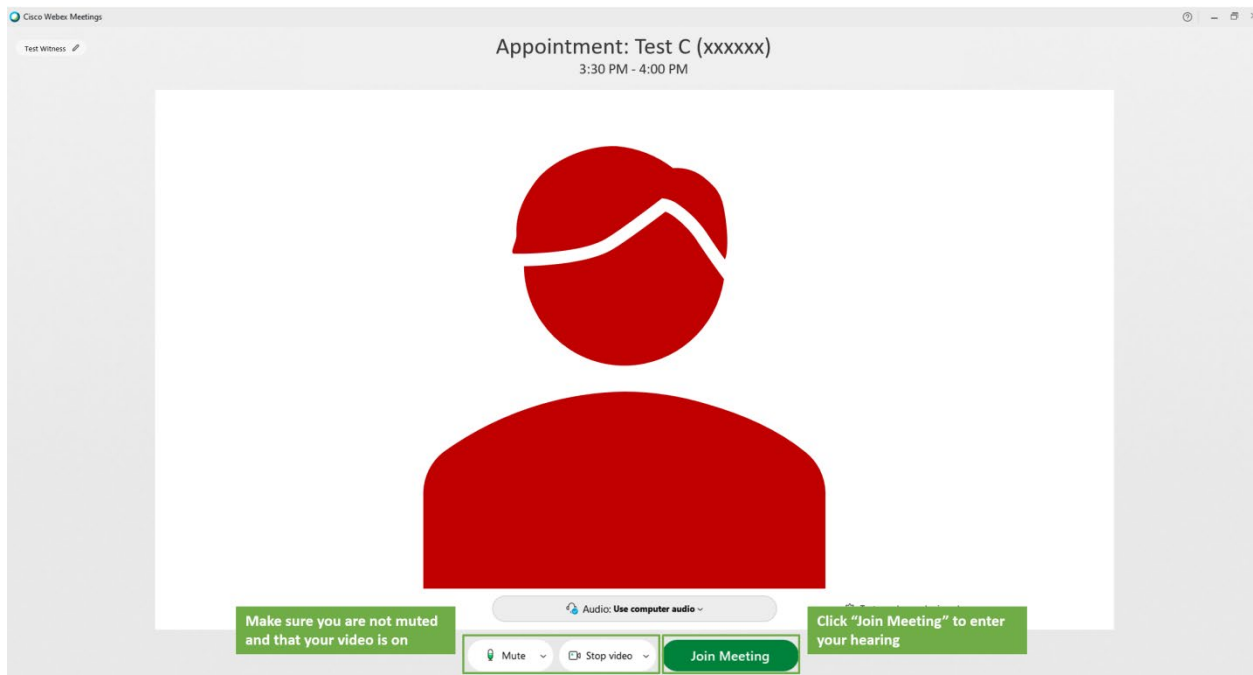 Cisco Webex Meetings
Test Witness
Appointment: Test C (xxxxxx)
3:30 PM - 4:00 PM
Audio: Use computer audio
Make sure you are not muted
and that your video is on
Click “Join Meeting” to enter
your hearing
Mute
Stop video
Join Meeting